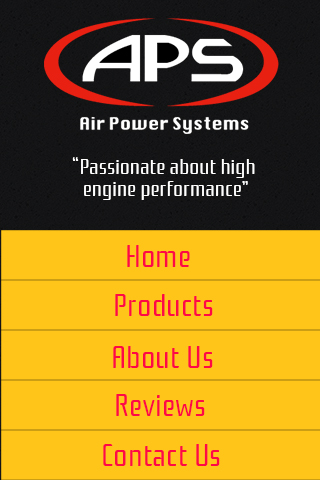 APS
Air Power Systems
“Passionate about high
engine performance”
Home
Products
About Us
Reviews
Contact Us